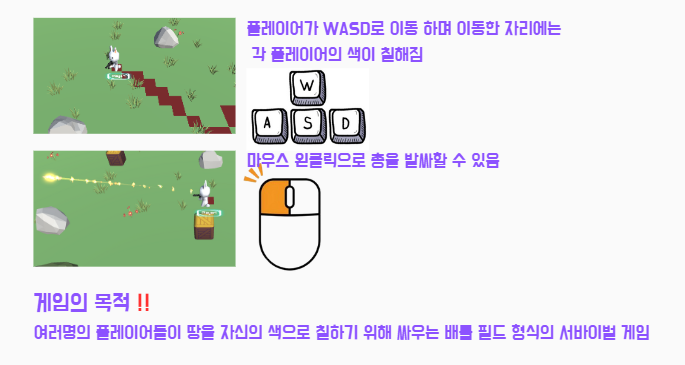 플레이어가 WASD로 이동 하며 이동한 자리에는
각 플레이어의 색이 칠해짐
W
A S D
마우스 왼클릭으로 총을 발싸할 수 있음
게임의 목적 !!
여러명의 플레이어들이 땅을 자신의 색으로 칠하기 위해 싸우는 배틀 필드 형식의 서바이벌 게임